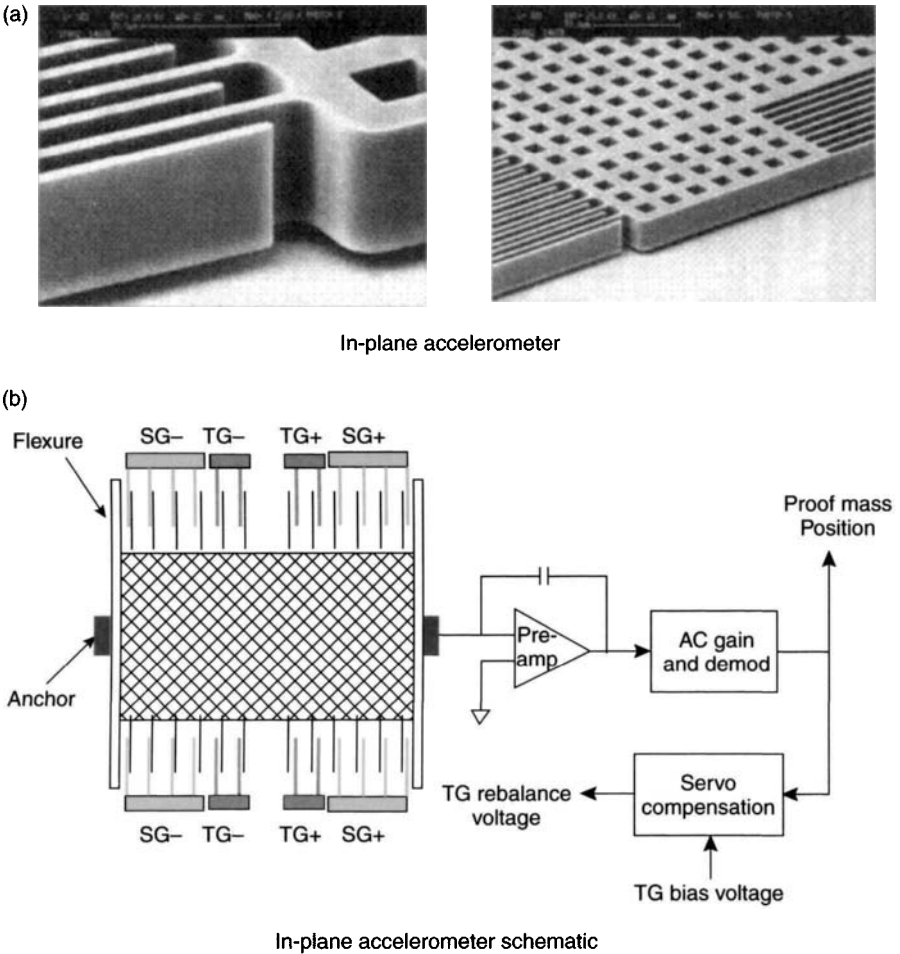 (a)
In-plane accelerometer
(b)
Flexure
SG– TG– TG+ SG+
Anchor
SG– TG– TG+ SG+
Pre-
amp
AC gain
and demod
Proof mass
Position
Servo
compensation
TG rebalance
voltage
TG bias voltage
In-plane accelerometer schematic